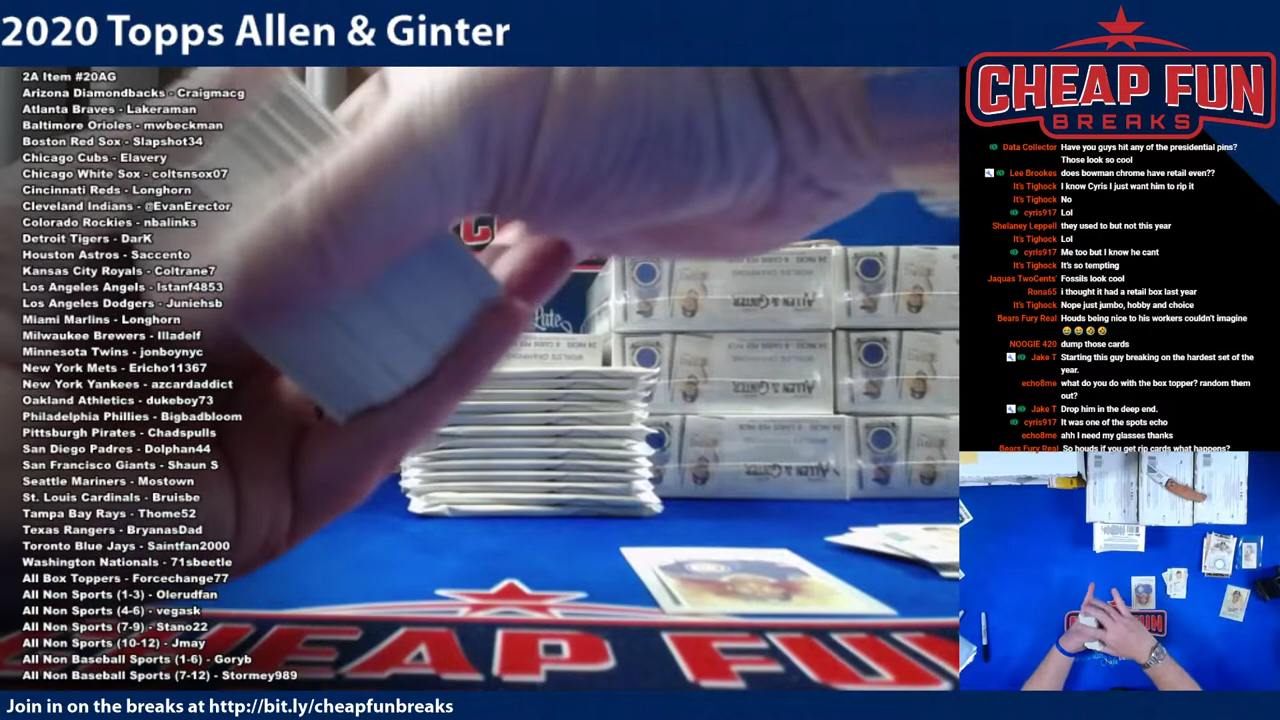 2020 Topps Allen & Ginter
2A Item #20AG
Arizona Diamondbacks - Craigmacg
Atlanta Braves - Lakeraman
Baltimore Orioles - mwbeckman
Boston Red Sox - Slapshot34
Chicago Cubs - Elavery
Chicago White Sox - coltsnsox07
Cincinnati Reds - Longhorn
Cleveland Indians - @EvanErector
Colorado Rockies - nbalinks
Detroit Tigers - DarK
Houston Astros - Saccento
Kansas City Royals - Coltrane7
Los Angeles Angels - lstanf4853
Los Angeles Dodgers - Juniehsb
Miami Marlins - Longhorn
Milwaukee Brewers - Illadelf
Minnesota Twins - jonboynyc
New York Mets - Ericho11367
New York Yankees - azcardaddict
Oakland Athletics - dukeboy73
Philadelphia Phillies - Bigbadbloom
Pittsburgh Pirates - Chadspulls
San Diego Padres - Dolphan44
San Francisco Giants - Shaun S
Seattle Mariners - Mostown
St. Louis Cardinals - Bruisbe
Tampa Bay Rays - Thome52
Texas Rangers - BryanasDad
Toronto Blue Jays - Saintfan2000
Washington Nationals - 71sbeetle
All Box Toppers - Forcechange77
All Non Sports (1-3) - Olerudfan
All Non Sports (4-6) - vegask
All Non Sports (7-9) - Stano22
All Non Sports (10-12) - Jmay
All Non Baseball Sports (1-6) - Goryb
All Non Baseball Sports (7-12) - Stormey989
ALLEN & GINTER
ALLEN & GINTER
ALLEN & GINTER
CHEAP FUN
CHEAP FUN
BREAKS
Data Collector Have you guys hit any of the presidential pins?
Those look so cool
Lee Brookes does bowman chrome have retail even??
It's Tighock I know Cyris I just want him to rip it
It's Tighock No
cyris917 Lol
Shelaney Leppell they used to but not this year
It's Tighock Lol
cyris917 Me too but I know he cant
It's Tighock It's so tempting
Jaquas TwoCents' Fossils look cool
Rona65 i thought it had a retail box last year
It's Tighock Nope just jumbo, hobby and choice
Bears Fury Real Houds being nice to his workers couldn't imagine
NOOGIE 420 dump those cards
Jake T Starting this guy breaking on the hardest set of the
year.
echo8me what do you do with the box topper? random them
out?
Jake T Drop him in the deep end.
cyris917 It was one of the spots echo
echo8me ahh I need my glasses thanks
Bears Fury Real So houds if you get rip cards what happens?
Join in on the breaks at http://bit.ly/cheapfunbreaks